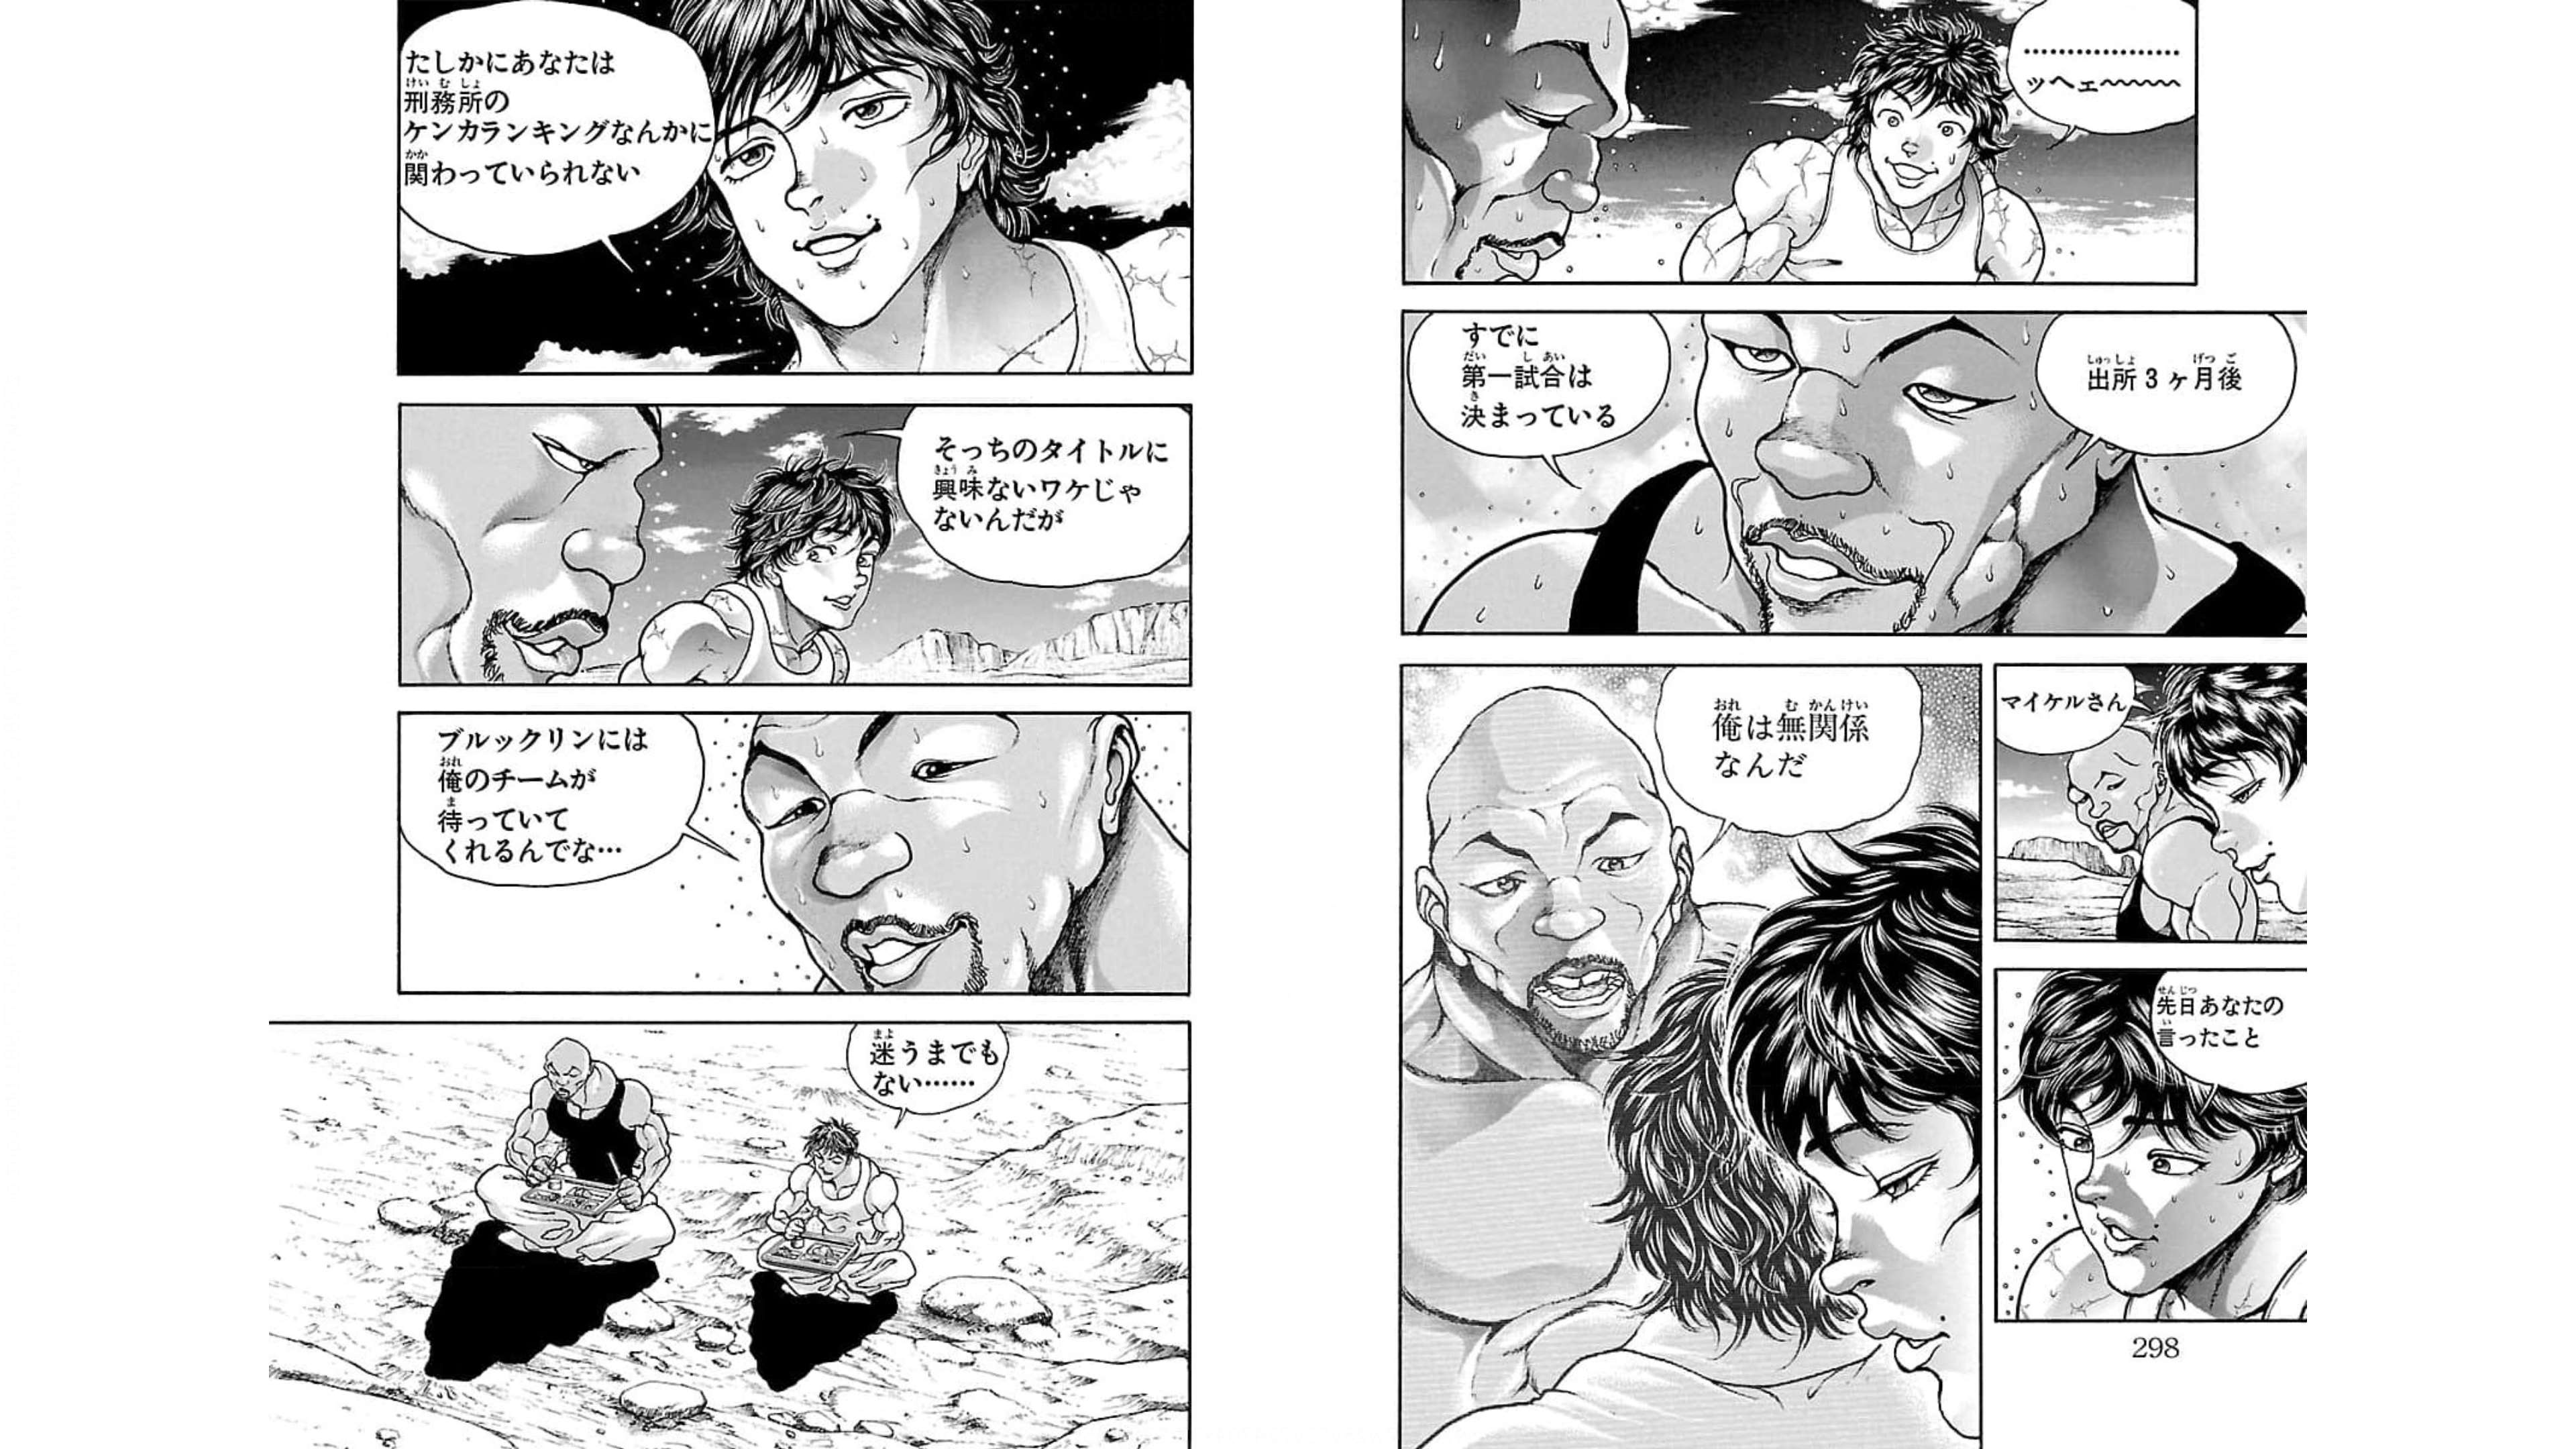 ………………
ッヘェ〜〜〜〜
出所3ヶ月後
すでに
第一試合は
決まっている
マイケルさん
先日あなたの
言ったこと
俺は無関係
なんだ
298
たしかにあなたは
刑務所の
ケンカランキングなんかに
関わっていられない
そっちのタイトルに
興味ないワケじゃ
ないんだが
ブルックリンには
俺のチームが
待っていて
くれるんでな…
迷うまでも
ない……